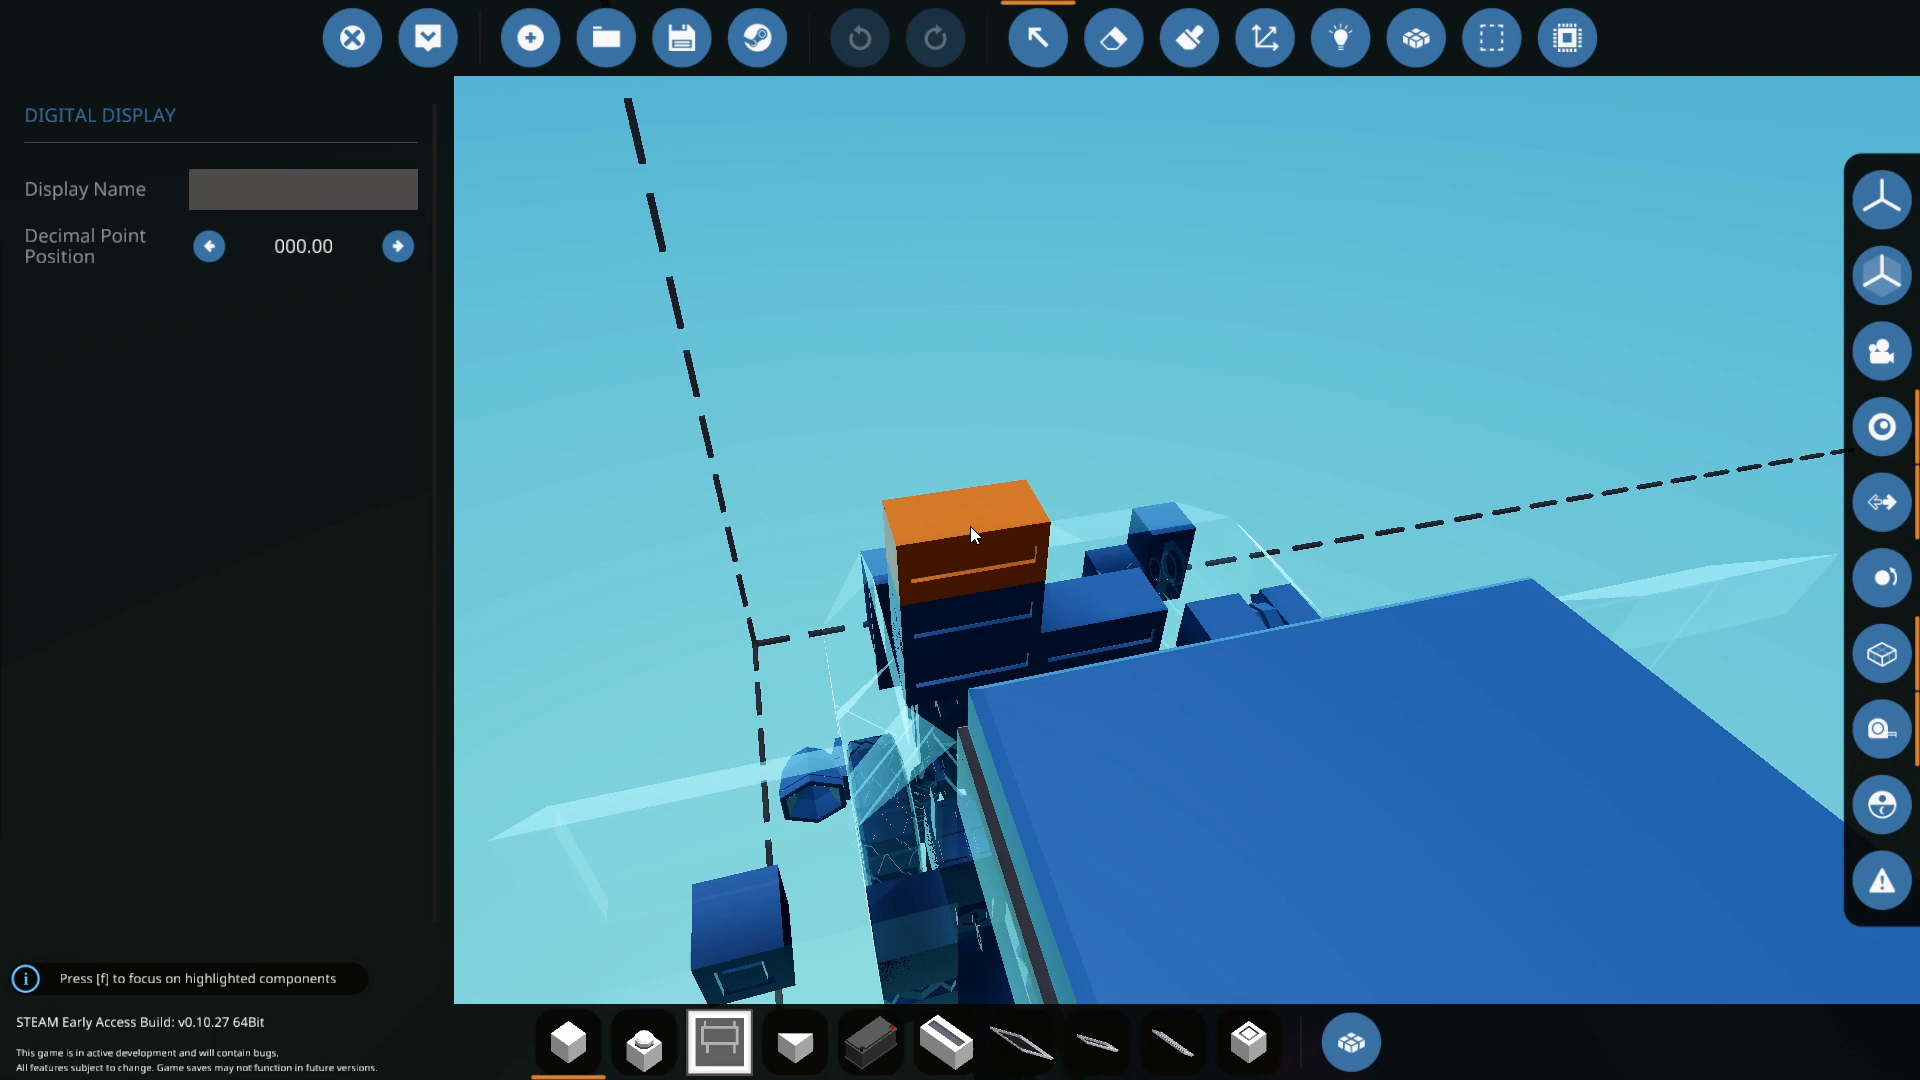 DIGITAL DISPLAY
Display Name
Decimal Point
Position
000.00
Press [f] to focus on highlighted components
STEAM Early Access Build: v0.10.27 64Bit
This game is in active development and will contain bugs.
All features subject to change. Game saves may not function in future versions.